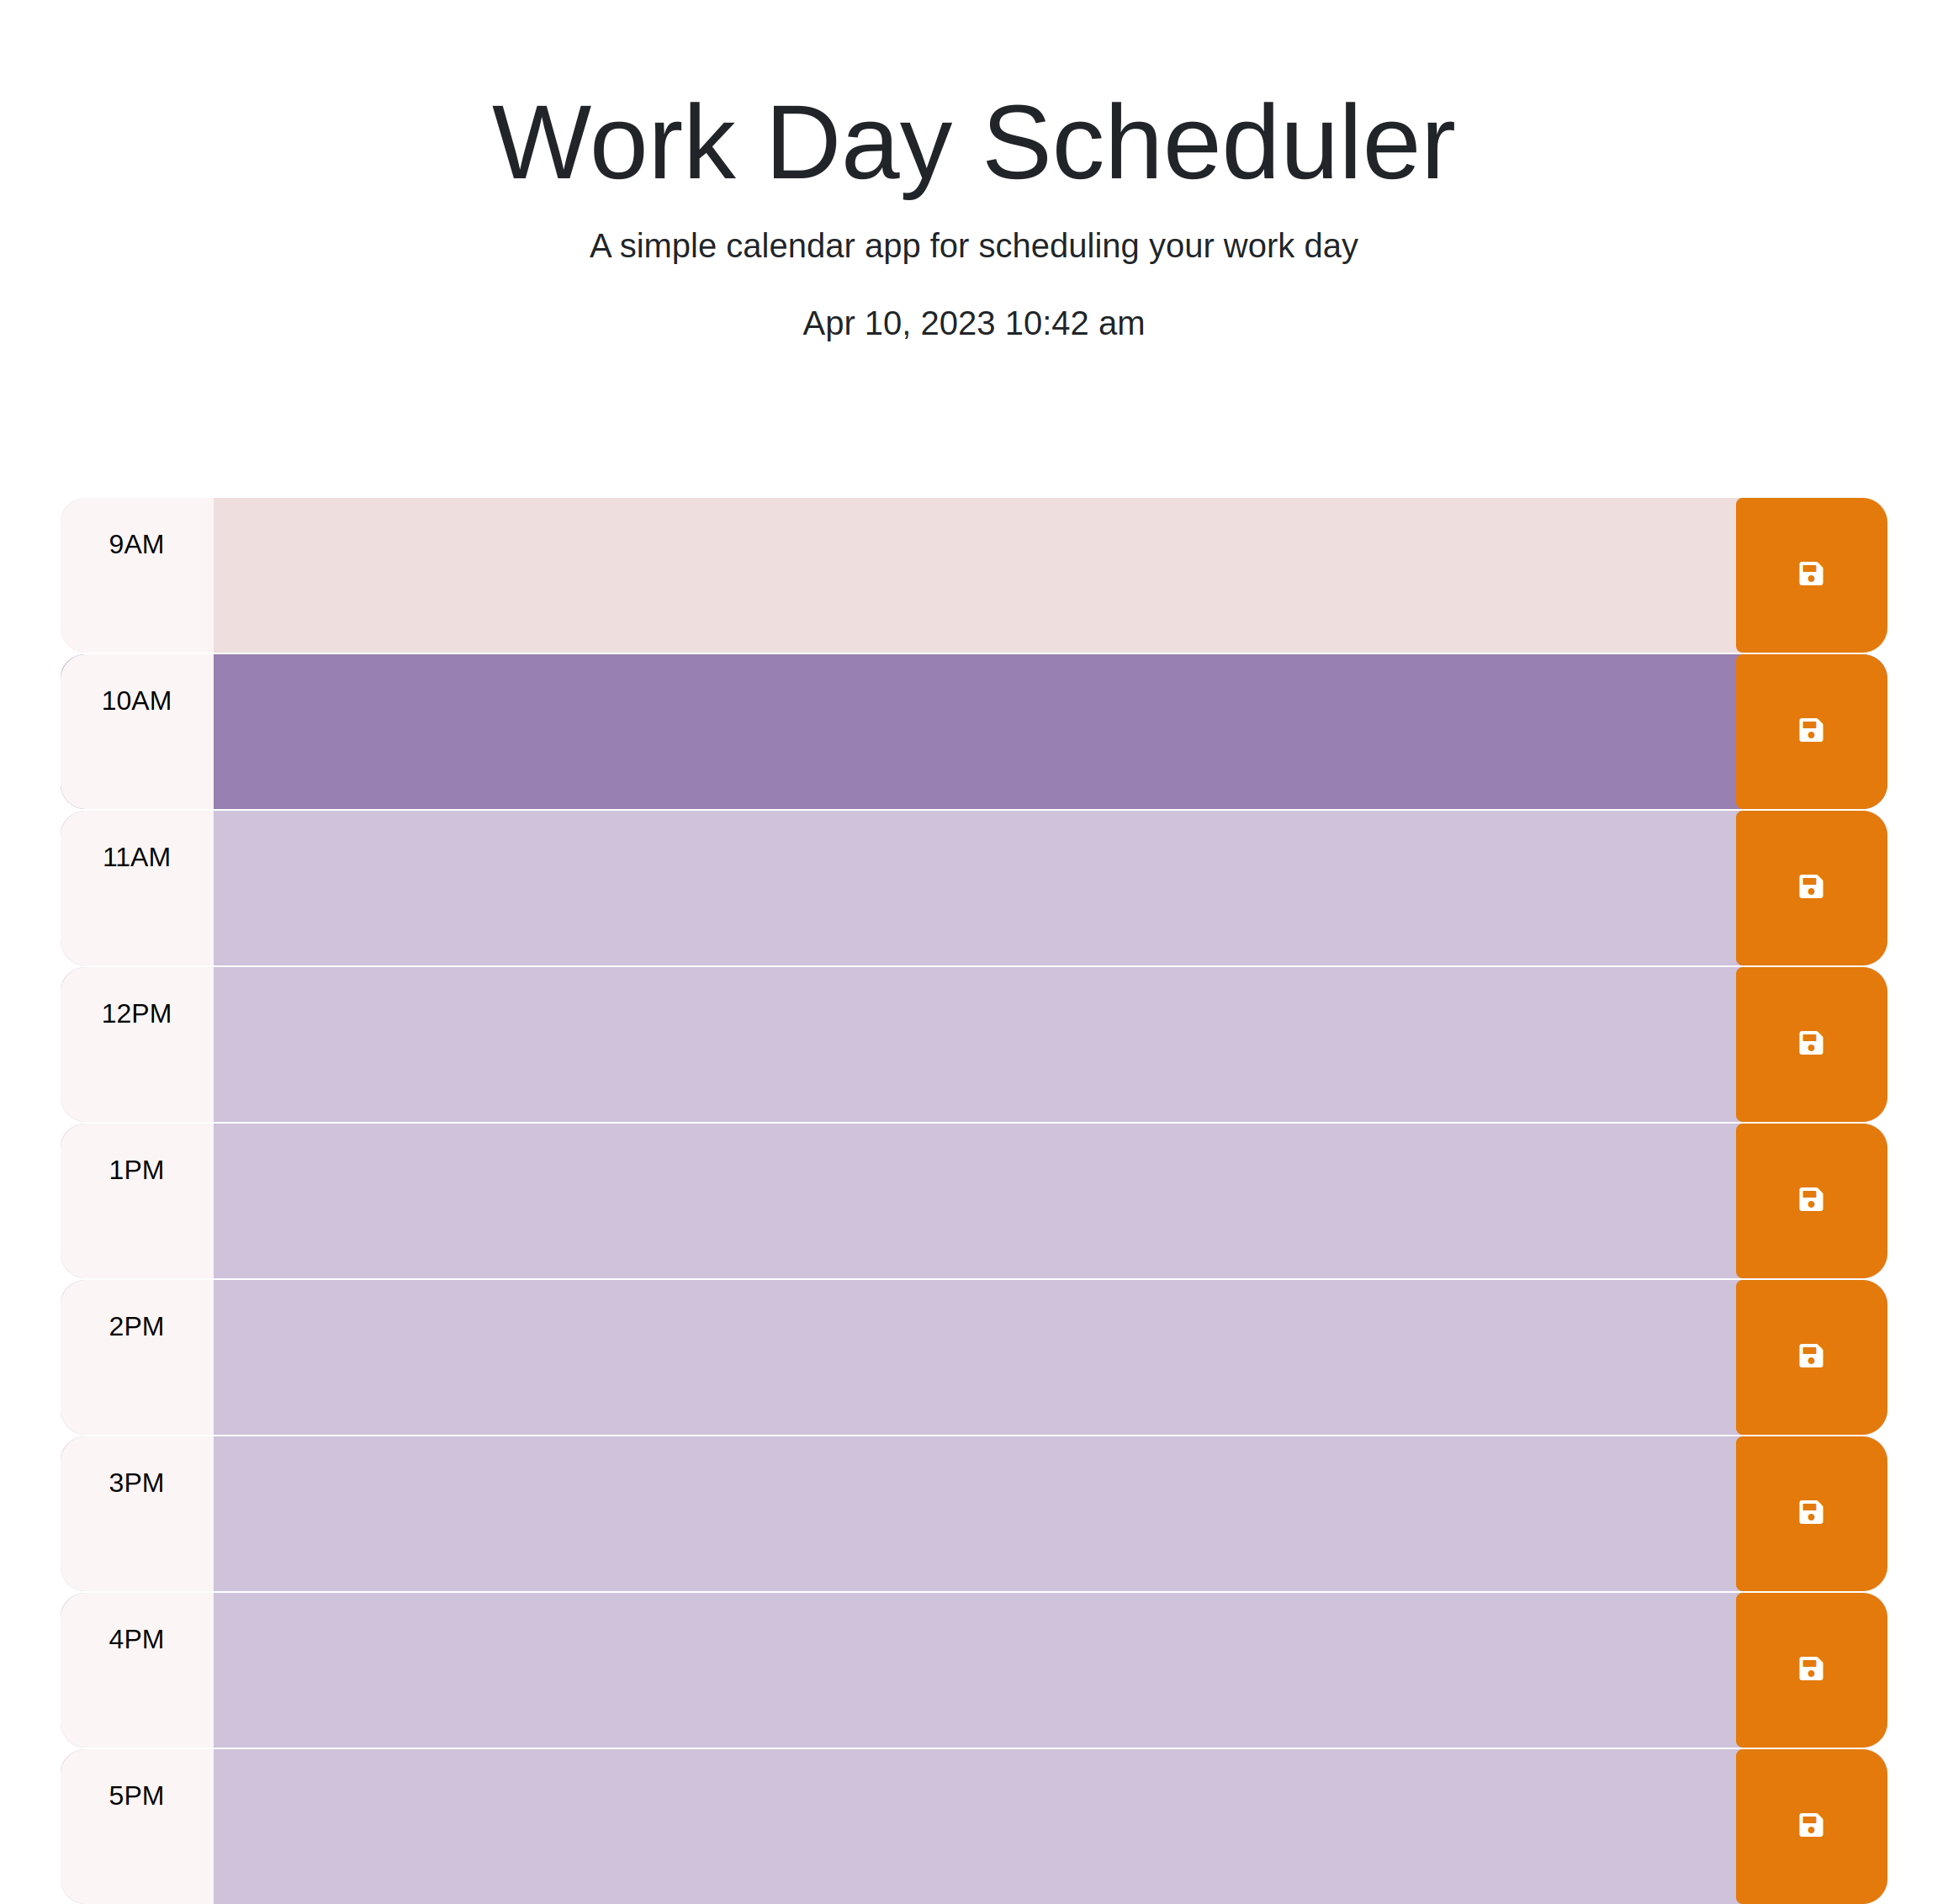 Work Day Scheduler
A simple calendar app for scheduling your work day
Apr 10, 2023 10:42 am
9AM
10AM
11AM
12PM
1PM
2PM
3PM
4PM
5PM